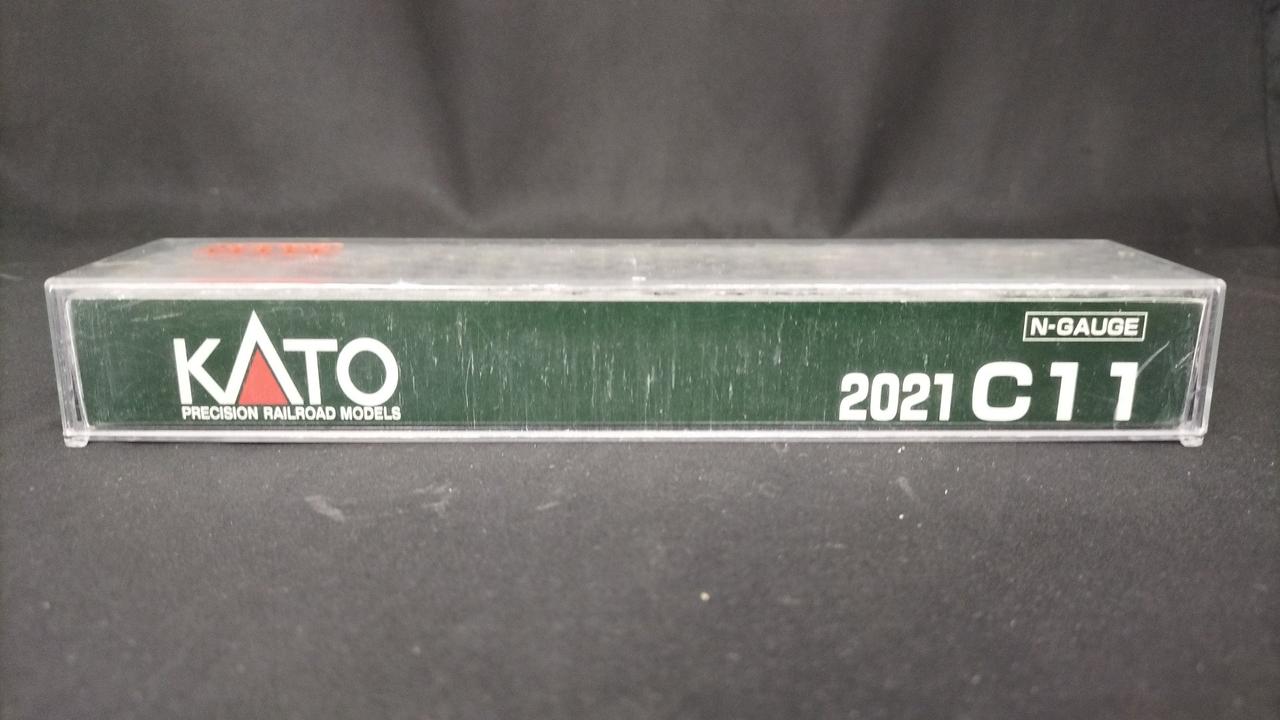 KATO
PRECISION RAILROAD MODELS
N-GAUGE
2021 C11